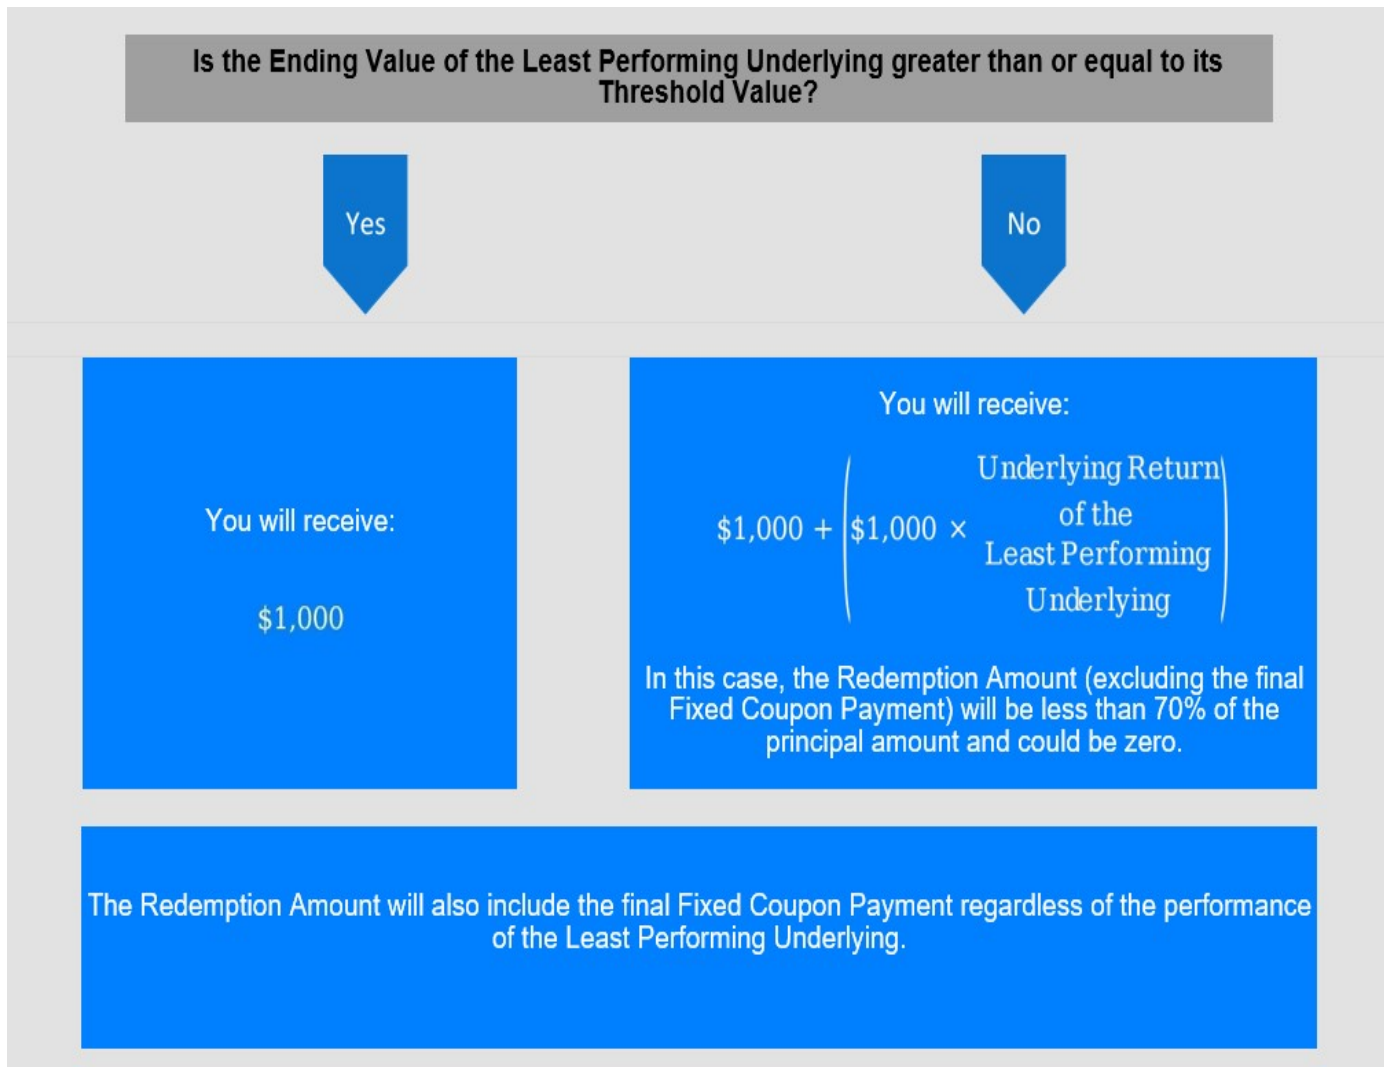 Is the Ending Value of the Least Performing Underlying greater than or equal to its
Threshold Value?
Yes
No
You will receive:
$1,000
You will receive:
$1,000 + ($1,000 × Underlying Return
of the
Least Performing
Underlying)
In this case, the Redemption Amount (excluding the final
Fixed Coupon Payment) will be less than 70% of the
principal amount and could be zero.
The Redemption Amount will also include the final Fixed Coupon Payment regardless of the performance
of the Least Performing Underlying.